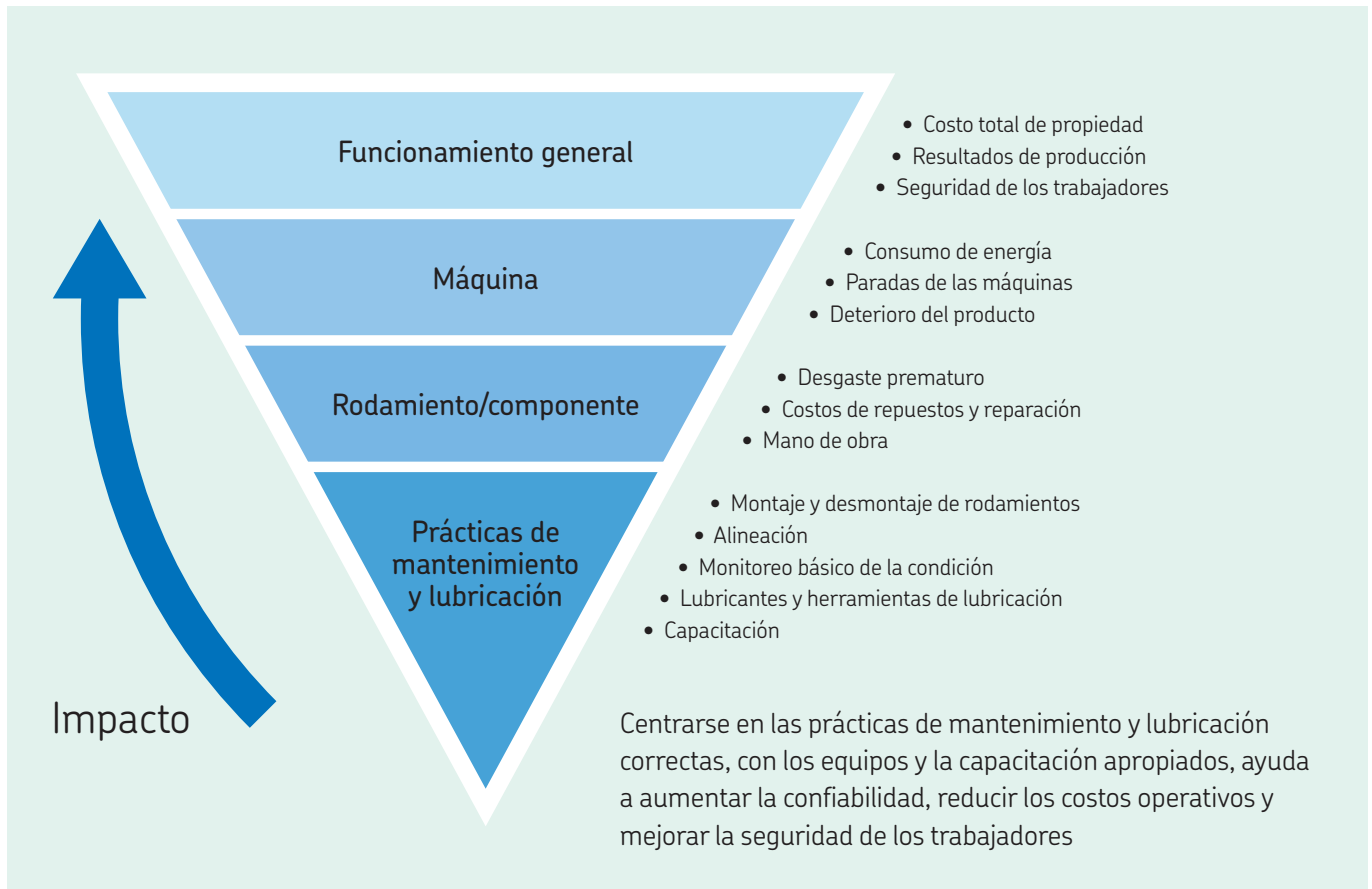 Funcionamiento general
• Costo total de propiedad
• Resultados de producción
• Seguridad de los trabajadores
Máquina
• Consumo de energía
• Paradas de las máquinas
• Deterioro del producto
Rodamiento/componente
• Desgaste prematuro
• Costos de repuestos y reparación
• Mano de obra
Prácticas de
mantenimiento
y lubricación
• Montaje y desmontaje de rodamientos
• Alineación
• Monitoreo básico de la condición
• Lubricantes y herramientas de lubricación
• Capacitación
Impacto
Centrarse en las prácticas de mantenimiento y lubricación
correctas, con los equipos y la capacitación apropiados, ayuda
a aumentar la confiabilidad, reducir los costos operativos y
mejorar la seguridad de los trabajadores